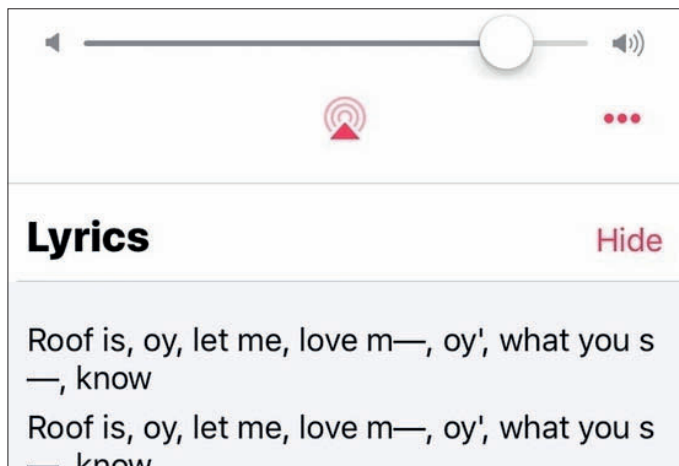 Lyrics
Hide
Roof is, oy, let me, love m—, oy', what you s
—, know
Roof is, oy, let me, love m—, oy', what you s
—, know